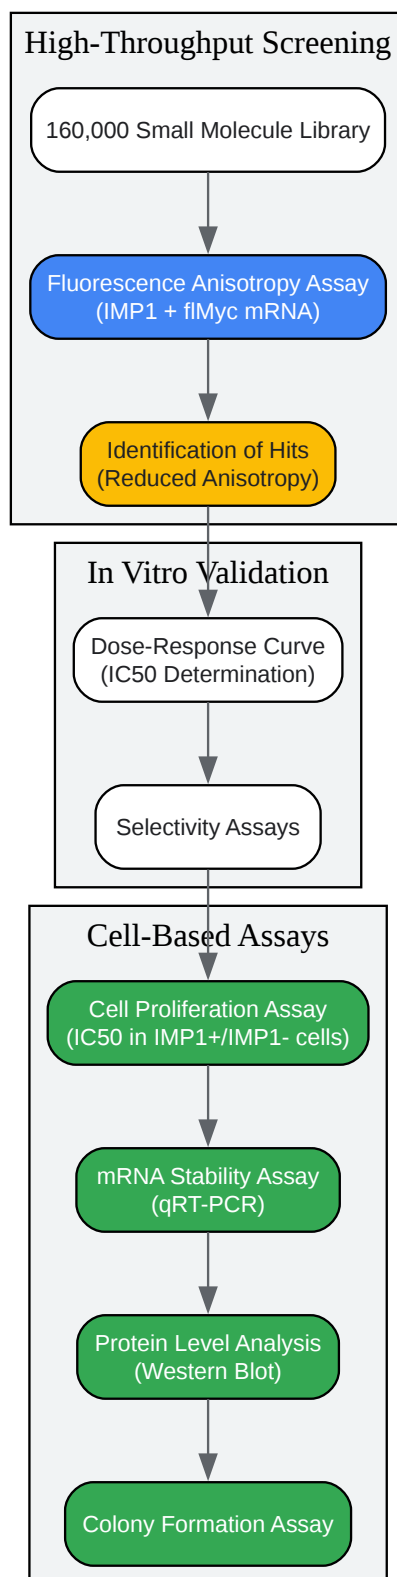 High-Throughput Screening
160,000 Small Molecule Library
Fluorescence Anisotropy Assay
(IMP1 + flMyc mRNA)
Identification of Hits
(Reduced Anisotropy)
In Vitro Validation
Dose-Response Curve
(IC50 Determination)
Selectivity Assays
Cell-Based Assays
Cell Proliferation Assay
(IC50 in IMP1+/IMP1- cells)
mRNA Stability Assay
(qRT-PCR)
Protein Level Analysis
(Western Blot)
Colony Formation Assay